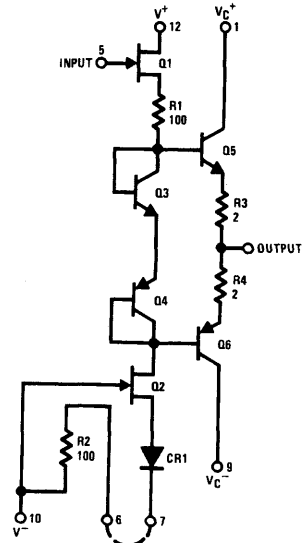 V+ VC+
12 1
5
INPUT Q1
R1
100
Q5
Q3
R3
2
OUTPUT
R4
2
Q4
Q6
Q2
R2
100
CR1
9
VC-
10 6 7
V-